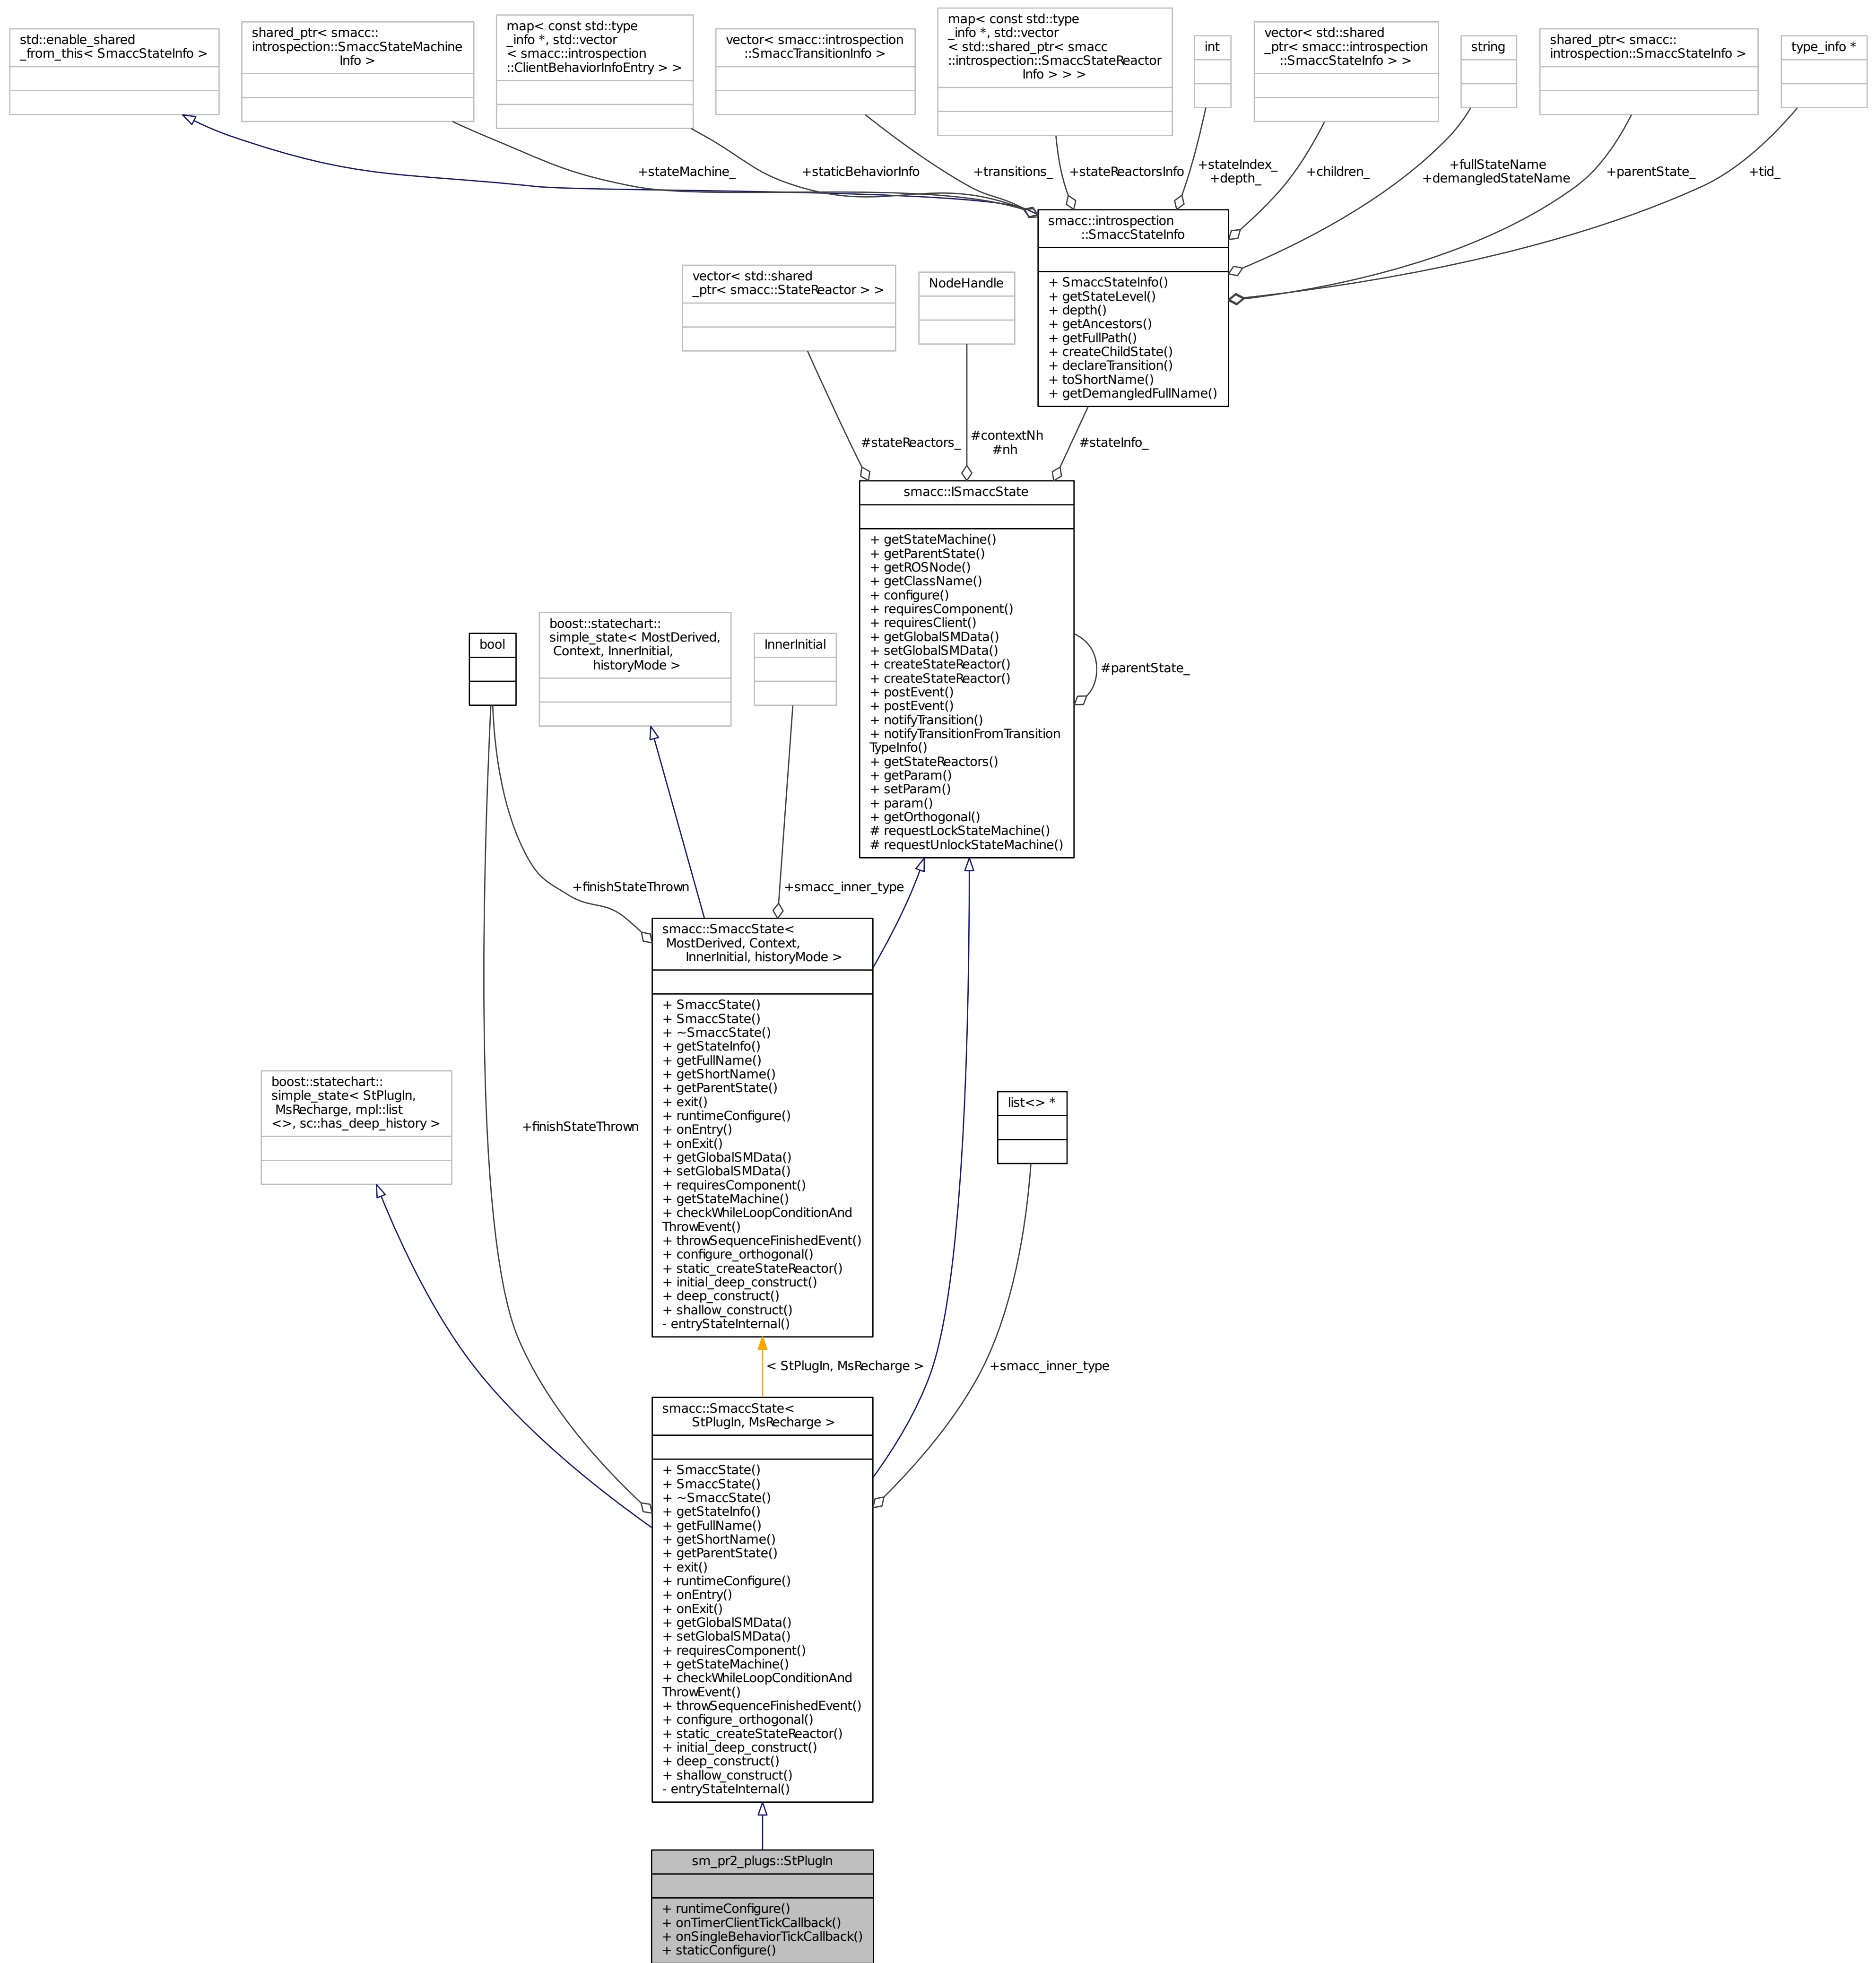 std::enable_shared
_from_this< SmaccStateInfo >
shared_ptr< smacc::
introspection::SmaccStateMachine
Info >
map< const std::type
_info *, std::vector
< smacc::introspection
::ClientBehaviorInfoEntry > >
vector< smacc::introspection
::SmaccTransitionInfo >
map< const std::type
_info *, std::vector
< std::shared_ptr< smacc
::introspection::SmaccStateReactor
Info > > >
int
vector< std::shared
_ptr< smacc::introspection
::SmaccStateInfo > >
string
shared_ptr< smacc::
introspection::SmaccStateInfo >
type_info *
+stateMachine_
+staticBehaviorInfo
+transitions_
+stateReactorsInfo
+stateIndex_
+depth_
+children_
+fullStateName
+demangledStateName
+parentState_
+tid_
smacc::introspection
::SmaccStateInfo
+ SmaccStateInfo()
+ getStateLevel()
+ depth()
+ getAncestors()
+ getFullPath()
+ createChildState()
+ declareTransition()
+ toShortName()
+ getDemangledFullName()
vector< std::shared
_ptr< smacc::StateReactor > >
NodeHandle
#stateReactors_
#contextNh
#nh
#stateInfo_
smacc::ISmaccState
+ getStateMachine()
+ getParentState()
+ getROSNode()
+ getClassName()
+ configure()
+ requiresComponent()
+ requiresClient()
+ getGlobalSMData()
+ setGlobalSMData()
+ createStateReactor()
+ createStateReactor()
+ postEvent()
+ postEvent()
+ notifyTransition()
+ notifyTransitionFromTransition
TypeInfo()
+ getStateReactors()
+ getParam()
+ setParam()
+ param()
+ getOrthogonal()
# requestLockStateMachine()
# requestUnlockStateMachine()
#parentState_
bool
boost::statechart::
simple_state< MostDerived,
Context, InnerInitial,
historyMode >
InnerInitial
+finishStateThrown
+smacc_inner_type
smacc::SmaccState<
MostDerived, Context,
InnerInitial, historyMode >
+ SmaccState()
+ SmaccState()
+ ~SmaccState()
+ getStateInfo()
+ getFullName()
+ getShortName()
+ getParentState()
+ exit()
+ runtimeConfigure()
+ onEntry()
+ onExit()
+ getGlobalSMData()
+ setGlobalSMData()
+ requiresComponent()
+ getStateMachine()
+ checkWhileLoopConditionAnd
ThrowEvent()
+ throwSequenceFinishedEvent()
+ configure_orthogonal()
+ static_createStateReactor()
+ initial_deep_construct()
+ deep_construct()
+ shallow_construct()
- entryStateInternal()
boost::statechart::
simple_state< StPlugIn,
MsRecharge, mpl::list
<>, sc::has_deep_history >
+finishStateThrown
list<> *
< StPlugIn, MsRecharge >
+smacc_inner_type
smacc::SmaccState<
StPlugIn, MsRecharge >
+ SmaccState()
+ SmaccState()
+ ~SmaccState()
+ getStateInfo()
+ getFullName()
+ getShortName()
+ getParentState()
+ exit()
+ runtimeConfigure()
+ onEntry()
+ onExit()
+ getGlobalSMData()
+ setGlobalSMData()
+ requiresComponent()
+ getStateMachine()
+ checkWhileLoopConditionAnd
ThrowEvent()
+ throwSequenceFinishedEvent()
+ configure_orthogonal()
+ static_createStateReactor()
+ initial_deep_construct()
+ deep_construct()
+ shallow_construct()
- entryStateInternal()
sm_pr2_plugs::StPlugIn
+ runtimeConfigure()
+ onTimerClientTickCallback()
+ onSingleBehaviorTickCallback()
+ staticConfigure()